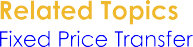 Related Topics
Fixed Price Transfer